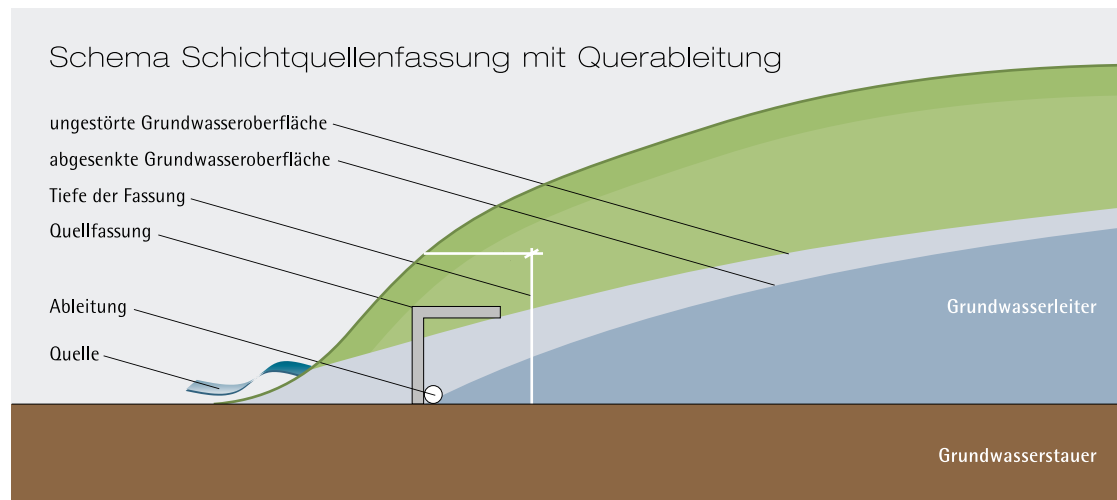 Schema Schichtquellenfassung mit Querableitung
ungestörte Grundwasseroberfläche
abgesenkte Grundwasseroberfläche
Tiefe der Fassung
Quellfassung
Ableitung
Quelle
Grundwasserleiter
Grundwasserstauer